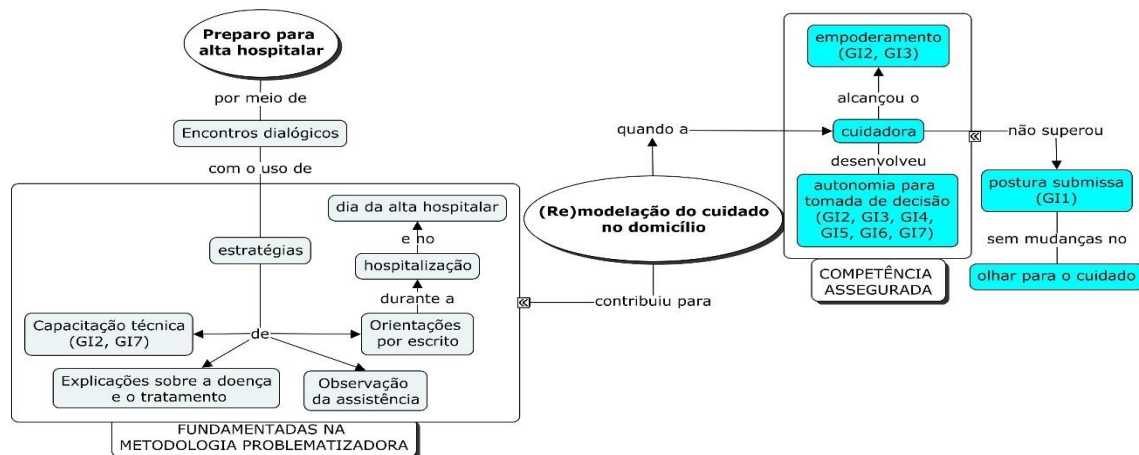 Preparo para
alta hospitalar
por meio de
Encontros dialógicos
com o uso de
estratégias
de
Capacitação técnica
(GI2, GI7)
Explicações sobre a doença
e o tratamento
Observação
da assistência
Orientações
por escrito
durante a
hospitalização
e no
dia da alta hospitalar
FUNDAMENTADAS NA
METODOLOGIA PROBLEMATIZADORA
(Re)modelação do cuidado
no domicílio
contribuiu para
quando a
cuidadora
alcançou o
empoderamento
(GI2, GI3)
desenvolveu
autonomia para
tomada de decisão
(GI2, GI3, GI4,
GI5, GI6, GI7)
COMPETÊNCIA
ASSEGURADA
não superou
postura submissa
(GI1)
sem mudanças no
olhar para o cuidado